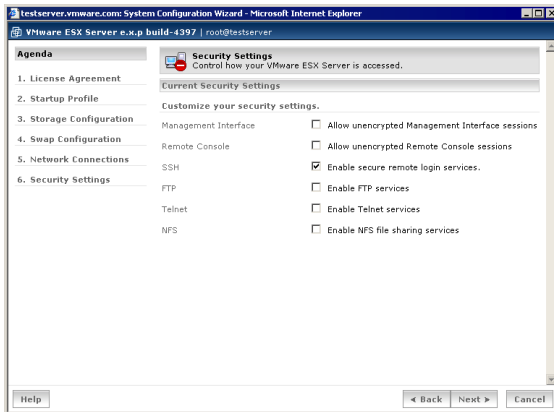 testserver.vmware.com: System Configuration Wizard - Microsoft Internet Explorer
VMware ESX Server e.x.p build-4397 | root@testserver
Agenda
1. License Agreement
2. Startup Profile
3. Storage Configuration
4. Swap Configuration
5. Network Connections
6. Security Settings
Security Settings
Control how your VMware ESX Server is accessed.
Current Security Settings
Customize your security settings.
Management Interface Allow unencrypted Management Interface sessions
Remote Console Allow unencrypted Remote Console sessions
SSH Enable secure remote login services.
FTP Enable FTP services
Telnet Enable Telnet services
NFS Enable NFS file sharing services
Help ◄ Back Next ► Cancel